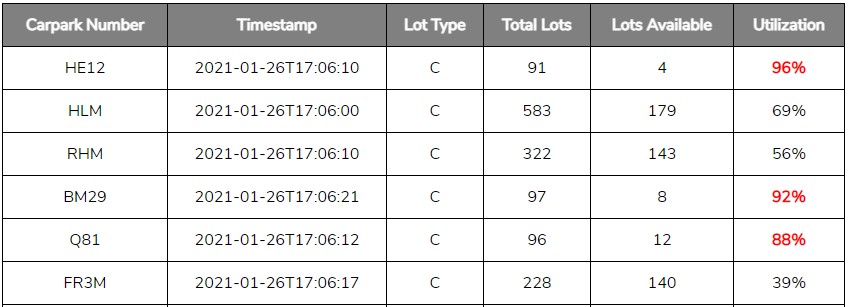 Carpark Number Timestamp Lot Type Total Lots Lots Available Utilization
HE12 2021-01-26T17:06:10 C 91 4 96%
HLM 2021-01-26T17:06:00 C 583 179 69%
RHM 2021-01-26T17:06:10 C 322 143 56%
BM29 2021-01-26T17:06:21 C 97 8 92%
Q81 2021-01-26T17:06:12 C 96 12 88%
FR3M 2021-01-26T17:06:17 C 228 140 39%